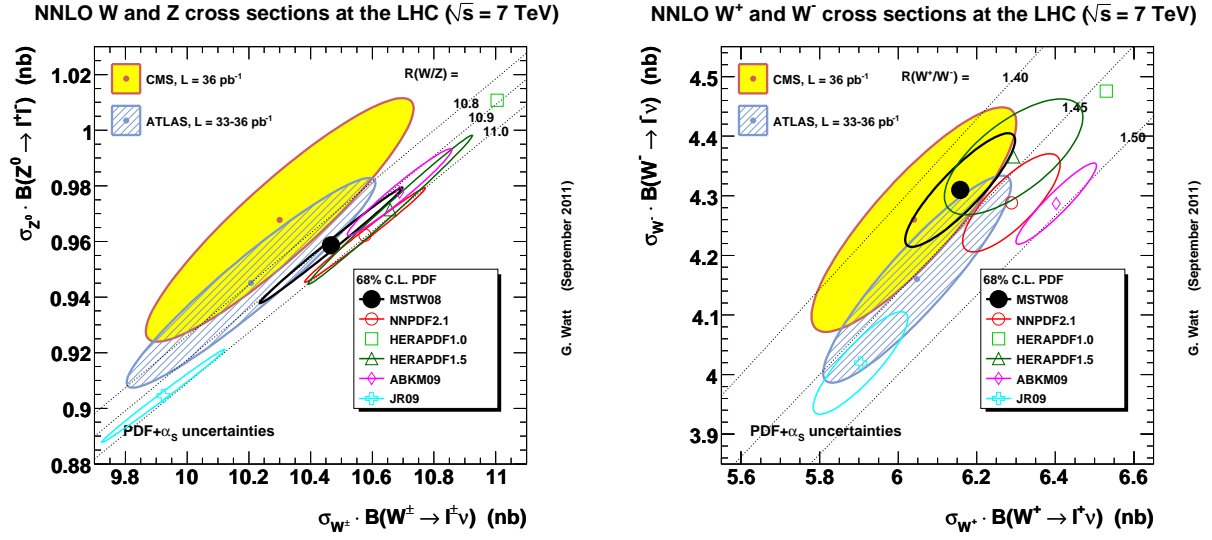 NNLO W and Z cross sections at the LHC (√s = 7 TeV)
σ_Z⁰ · B(Z⁰ → l⁺l⁻) (nb)
1.02
1
0.98
0.96
0.94
0.92
0.9
0.88
CMS, L = 36 pb⁻¹
ATLAS, L = 33-36 pb⁻¹
R(W/Z) =
10.8
10.9
11.0
68% C.L. PDF
MSTW08
NNPDF2.1
HERAPDF1.0
HERAPDF1.5
ABKM09
JR09
PDF+α_S uncertainties
9.8 10 10.2 10.4 10.6 10.8 11
σ_W± · B(W± → l±ν) (nb)
G. Watt (September 2011)
NNLO W⁺ and W⁻ cross sections at the LHC (√s = 7 TeV)
σ_W⁻ · B(W⁻ → l⁻ν) (nb)
4.5
4.4
4.3
4.2
4.1
4
3.9
CMS, L = 36 pb⁻¹
ATLAS, L = 33-36 pb⁻¹
R(W⁺/W⁻) =
1.40
1.45
1.50
68% C.L. PDF
MSTW08
NNPDF2.1
HERAPDF1.0
HERAPDF1.5
ABKM09
JR09
PDF+α_S uncertainties
5.6 5.8 6 6.2 6.4 6.6
σ_W⁺ · B(W⁺ → l⁺ν) (nb)
G. Watt (September 2011)